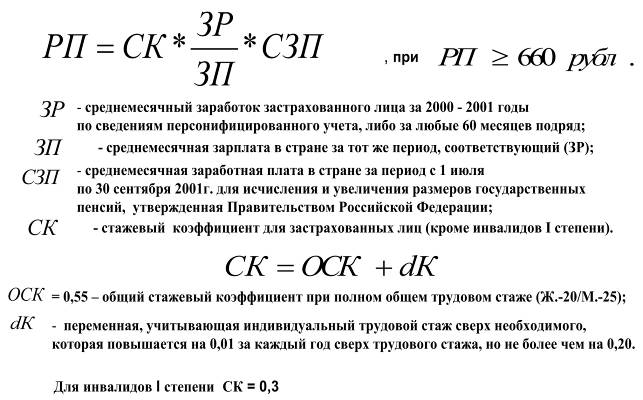 РП = СК * ЗР/ЗП * СЗП , при РП ≥ 660 рубл .
ЗР - среднемесячный заработок застрахованного лица за 2000 - 2001 годы
по сведениям персонифицированного учета, либо за любые 60 месяцев подряд;
ЗП - среднемесячная зарплата в стране за тот же период, соответствующий (ЗР);
СЗП - среднемесячная заработная плата в стране за период с 1 июля
по 30 сентября 2001г. для исчисления и увеличения размеров государственных
пенсий, утвержденная Правительством Российской Федерации;
СК - стажевый коэффициент для застрахованных лиц (кроме инвалидов I степени).
СК = ОСК + dК
ОСК = 0,55 – общий стажевый коэффициент при полном общем трудовом стаже (Ж.-20/М.-25);
dК - переменная, учитывающая индивидуальный трудовой стаж сверх необходимого,
которая повышается на 0,01 за каждый год сверх трудового стажа, но не более чем на 0,20.
Для инвалидов I степени СК = 0,3